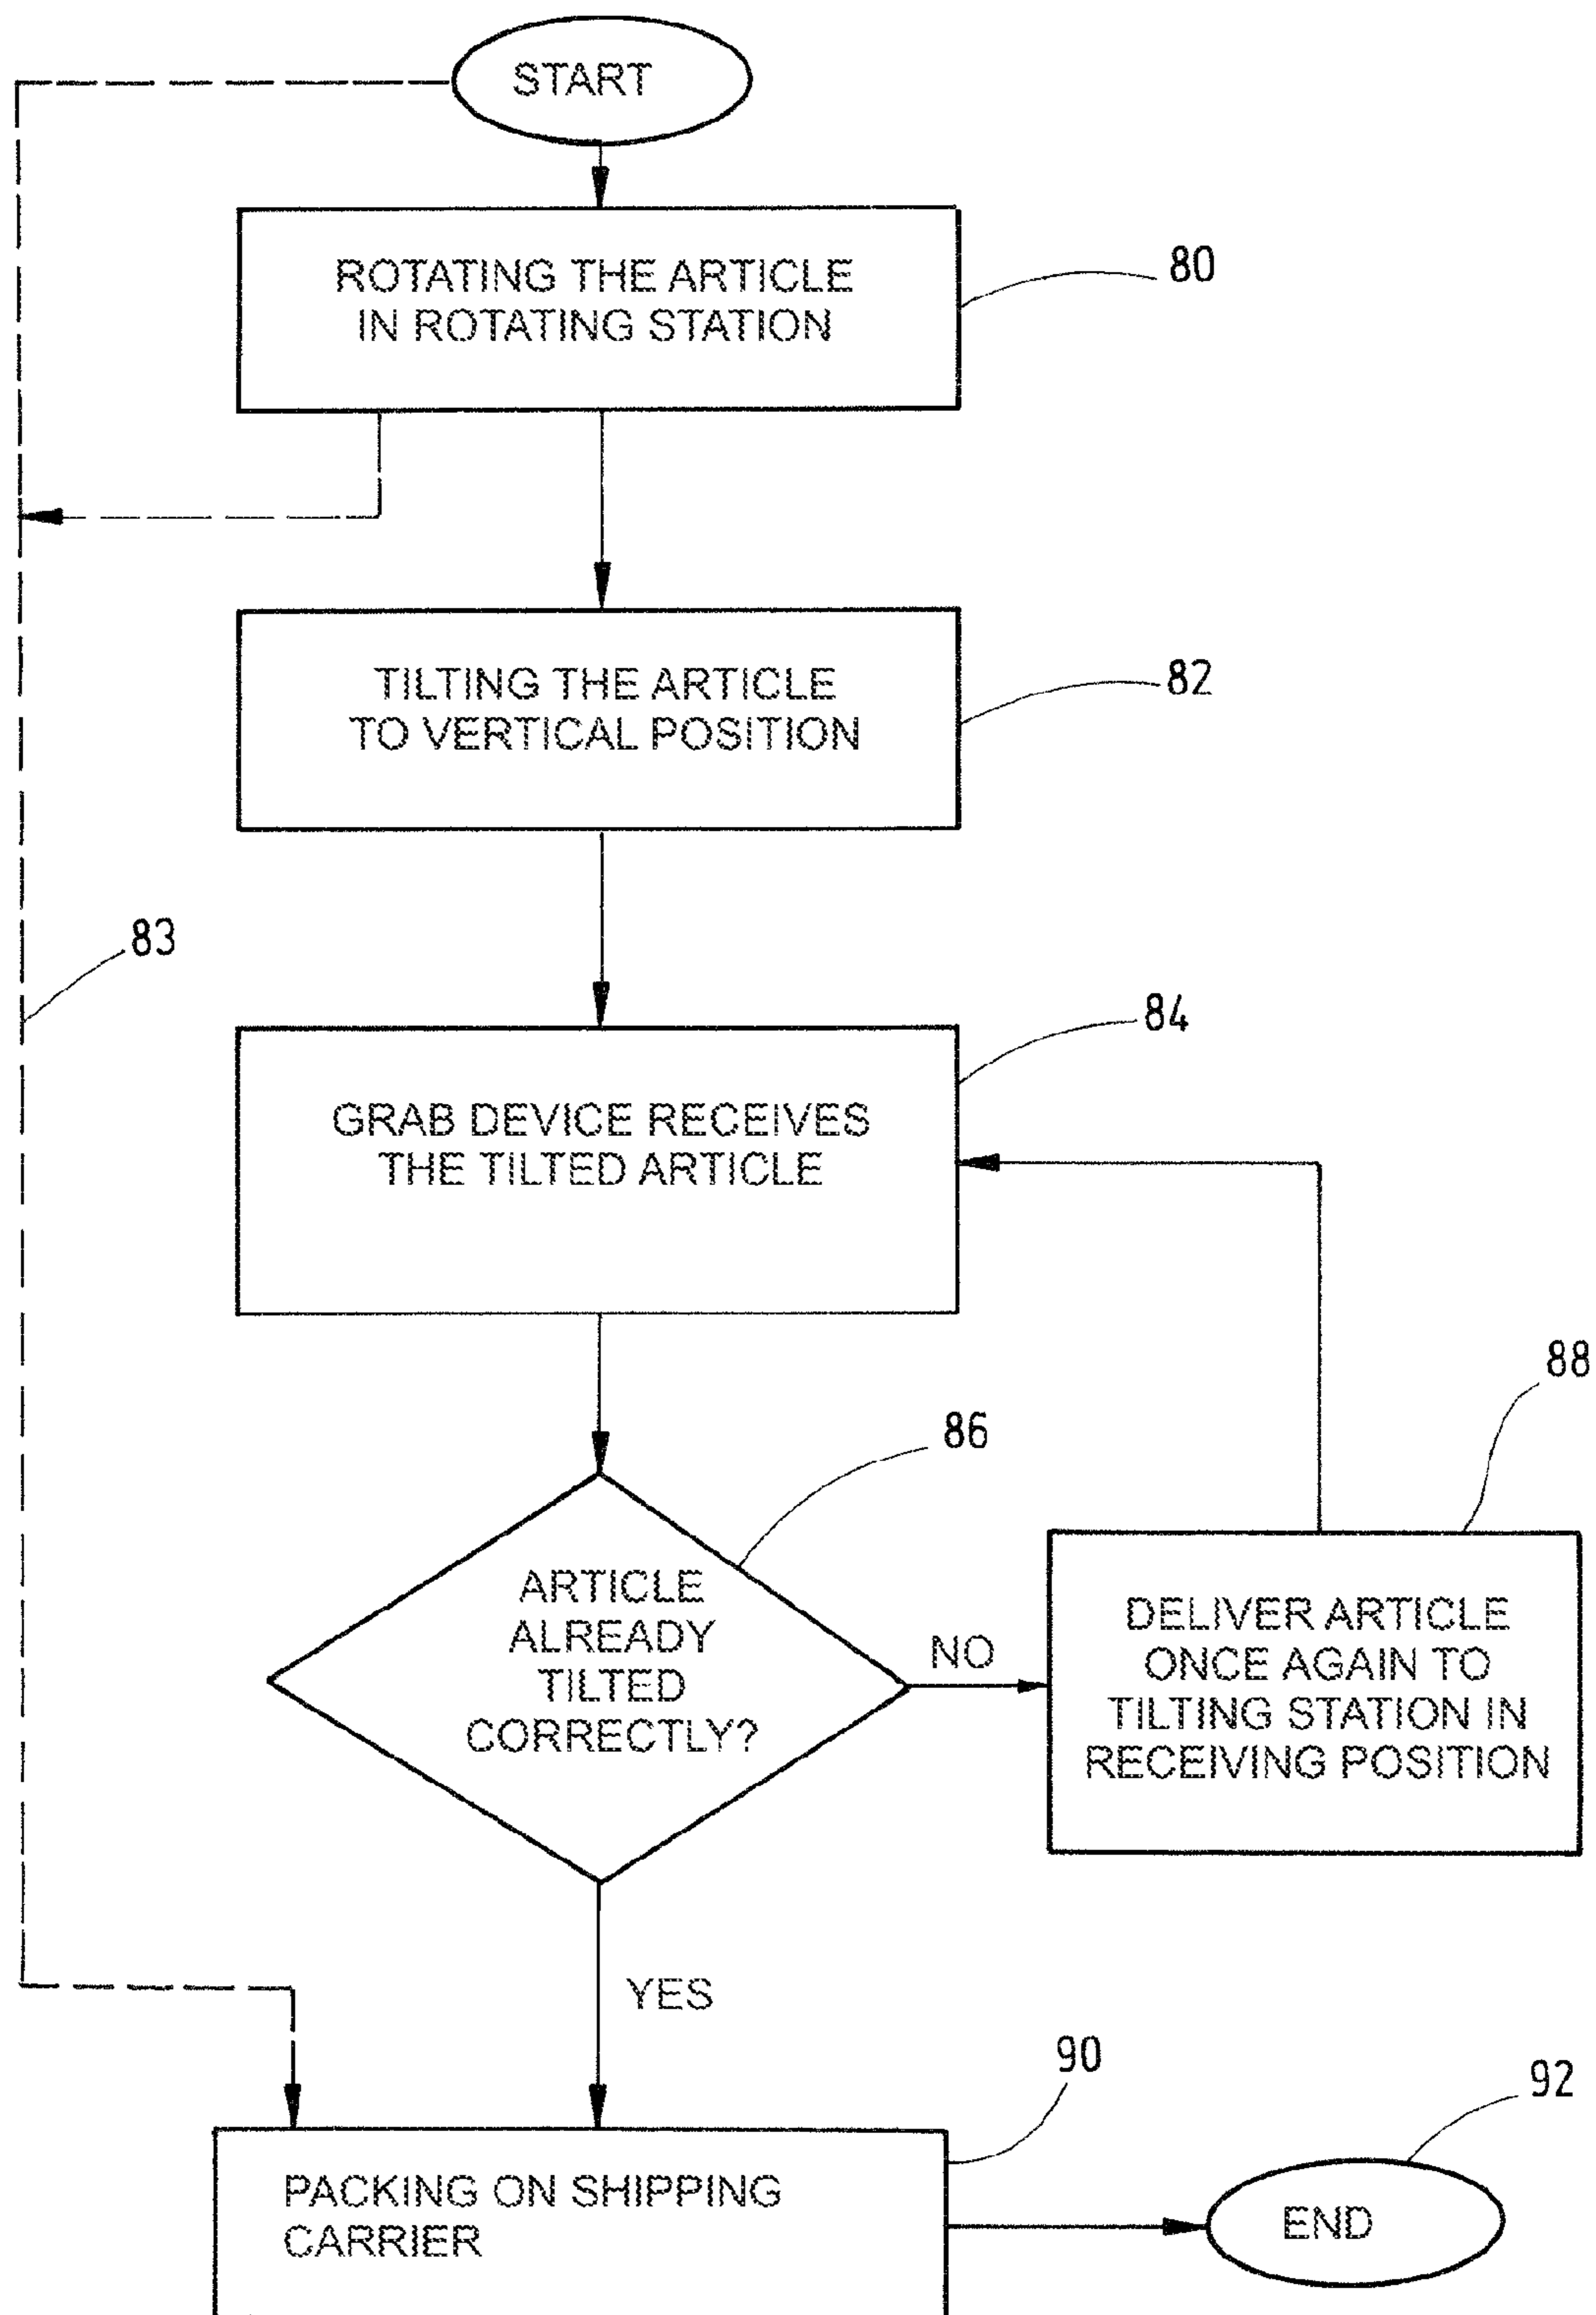 START
ROTATING THE ARTICLE
IN ROTATING STATION
80
TILTING THE ARTICLE
TO VERTICAL POSITION
82
83
GRAB DEVICE RECEIVES
THE TILTED ARTICLE
84
ARTICLE
ALREADY
TILTED
CORRECTLY?
86
NO
DELIVER ARTICLE
ONCE AGAIN TO
TILTING STATION IN
RECEIVING POSITION
88
YES
PACKING ON SHIPPING
CARRIER
90
END
92